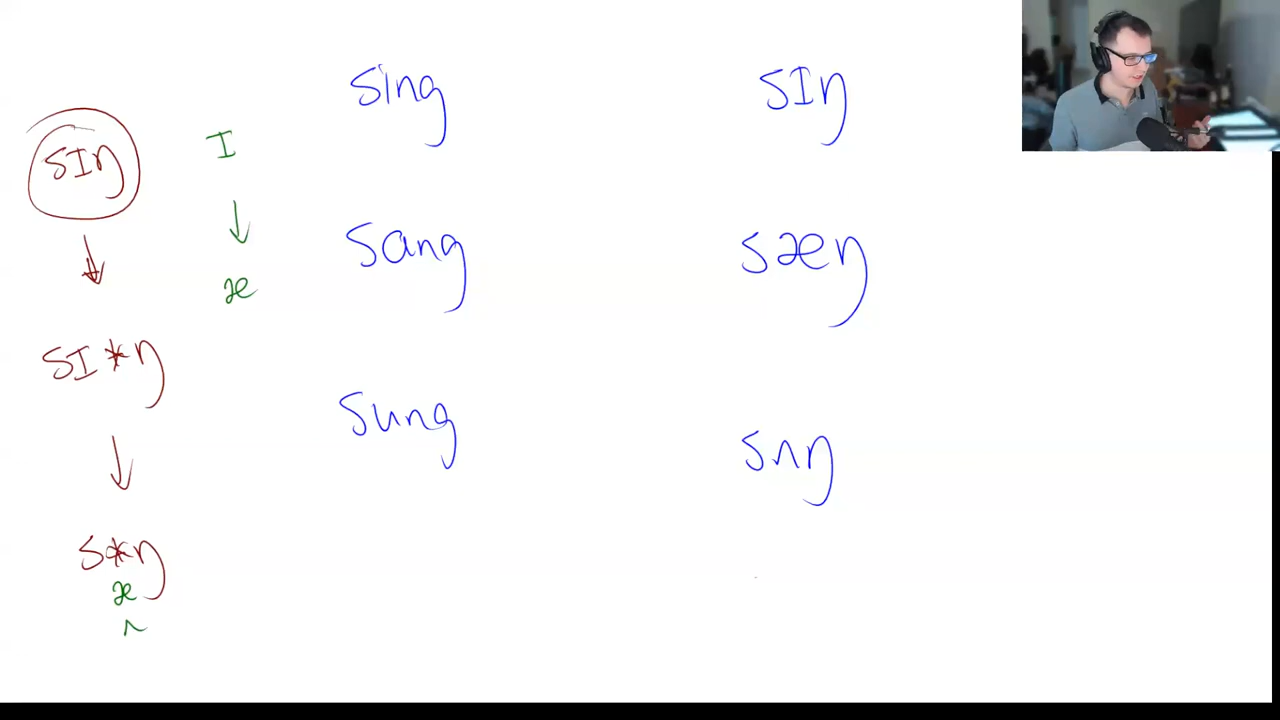 sing
sɪŋ
sɪŋ
I
↓
↓
sang
sæŋ
æ
sɪ*ŋ
sung
↓
sʌŋ
s*ŋ
æ
ʌ